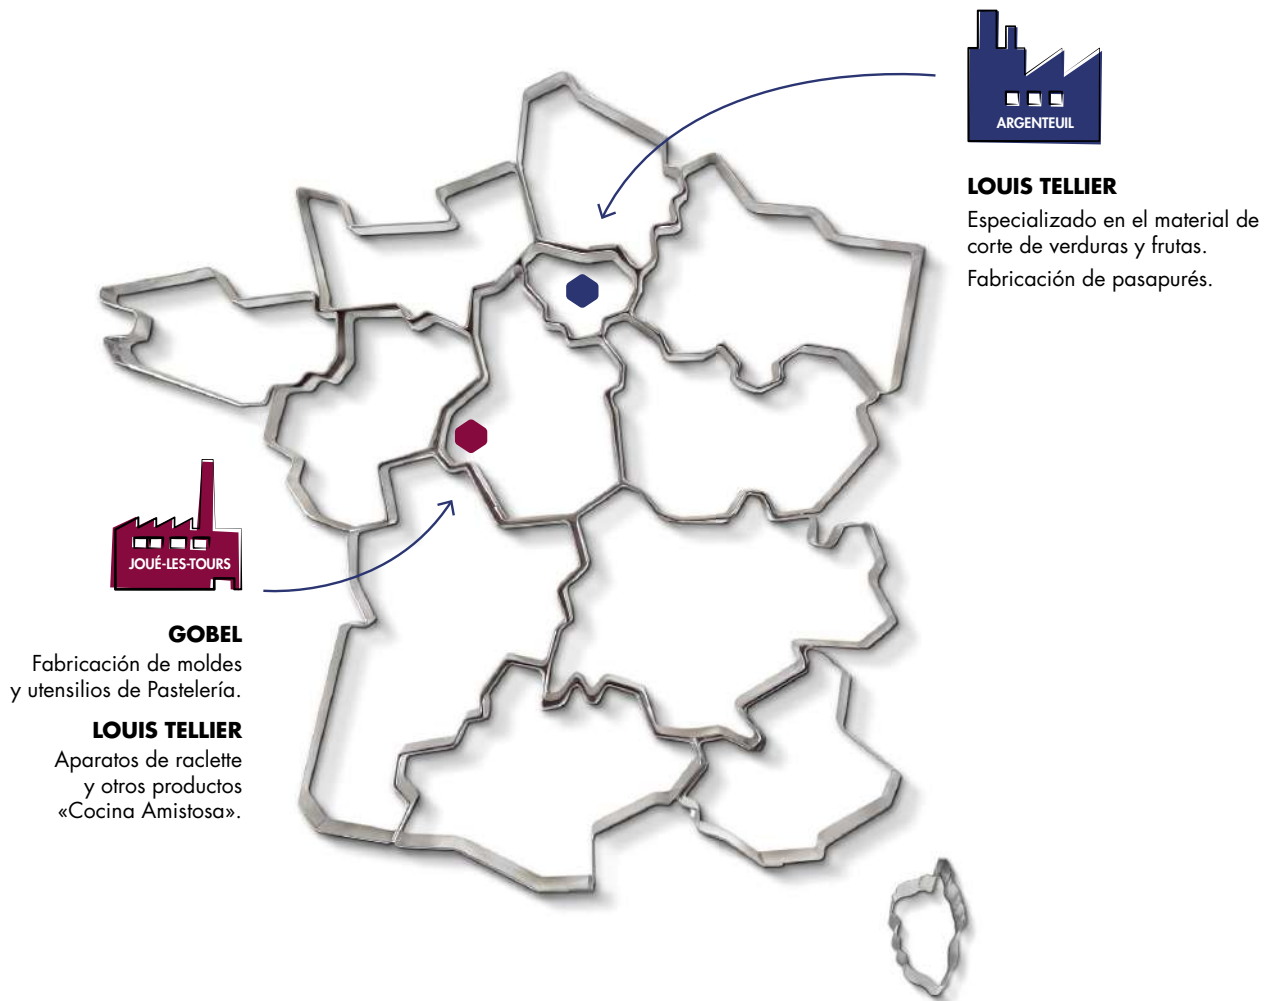 ARGENTEUIL
LOUIS TELLIER
Especializado en el material de
corte de verduras y frutas.
Fabricación de pasapurés.
JOUÉ-LES-TOURS
GOBEL
Fabricación de moldes
y utensilios de Pastelería.
LOUIS TELLIER
Aparatos de raclette
y otros productos
«Cocina Amistosa».